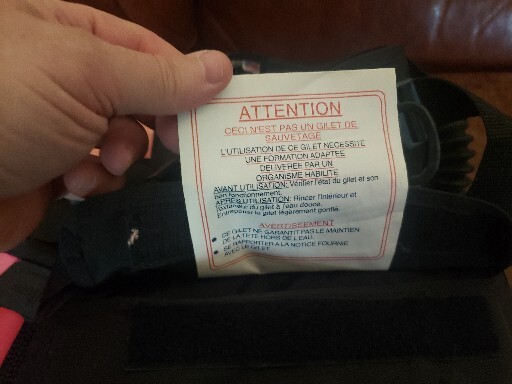 ATTENTION
CECI N'EST PAS UN GILET DE
SAUVETAGE
L'UTILISATION DE CE GILET NECESSITE
UNE FORMATION ADAPTEE
DELIVREE PAR UN
ORGANISME HABILITE
AVANT UTILISATION: Vérifier l'état du gilet et son
bon fonctionnement.
APRES UTILISATION: Rincer l'intérieur et
l'extérieur du gilet à l'eau douce.
Entreposer le gilet légèrement gonflé.
AVERTISSEMENT
• CE GILET NE GARANTIT PAS LE MAINTIEN
DE LA TETE HORS DE L'EAU.
• SE RAPPORTER A LA NOTICE FOURNIE
AVEC LE GILET.